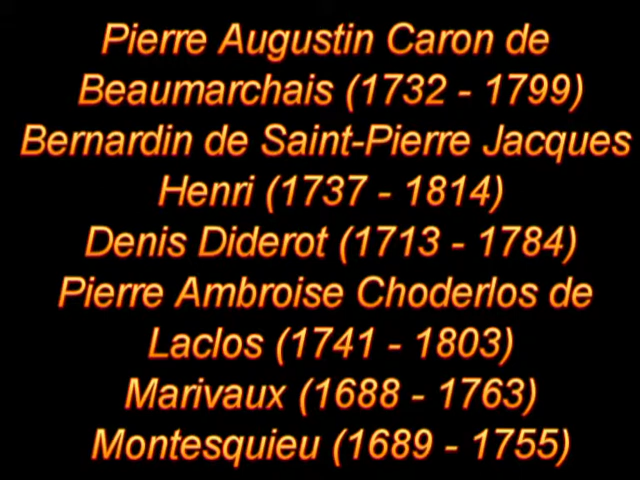 Pierre Augustin Caron de
Beaumarchais (1732 - 1799)
Bernardin de Saint-Pierre Jacques
Henri (1737 - 1814)
Denis Diderot (1713 - 1784)
Pierre Ambroise Choderlos de
Laclos (1741 - 1803)
Marivaux (1688 - 1763)
Montesquieu (1689 - 1755)